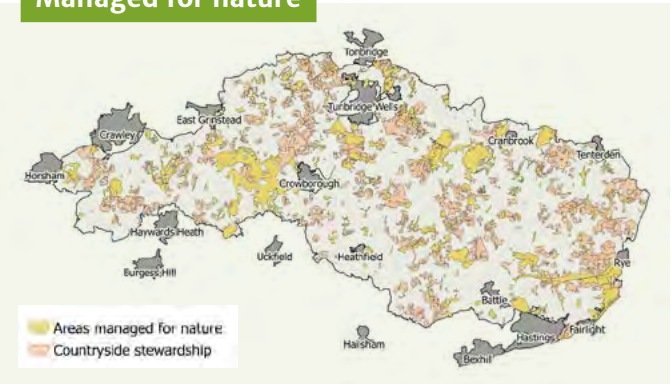 Managed for nature
Tonbridge
Tunbridge Wells
East Grinstead
Crawley
Cranbrook
Tenterden
Horsham
Crowborough
Haywards Heath
Uckfield
Heathfield
Burgess Hill
Rye
Battle
Areas managed for nature
Countryside stewardship
Hailsham
Hastings
Fairlight
Bexhill